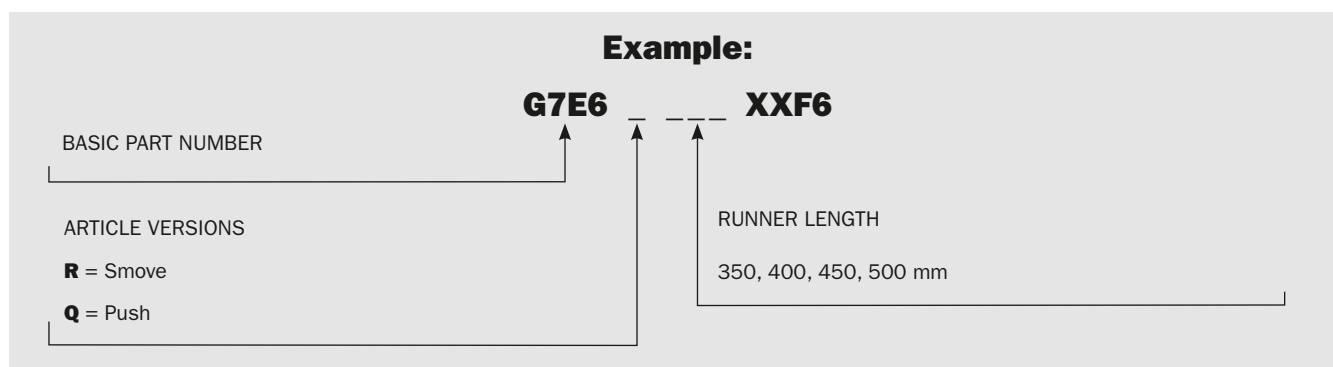 Example:
G7E6 _ _ _ _ XXF6
BASIC PART NUMBER
ARTICLE VERSIONS
R = Smove
Q = Push
RUNNER LENGTH
350, 400, 450, 500 mm